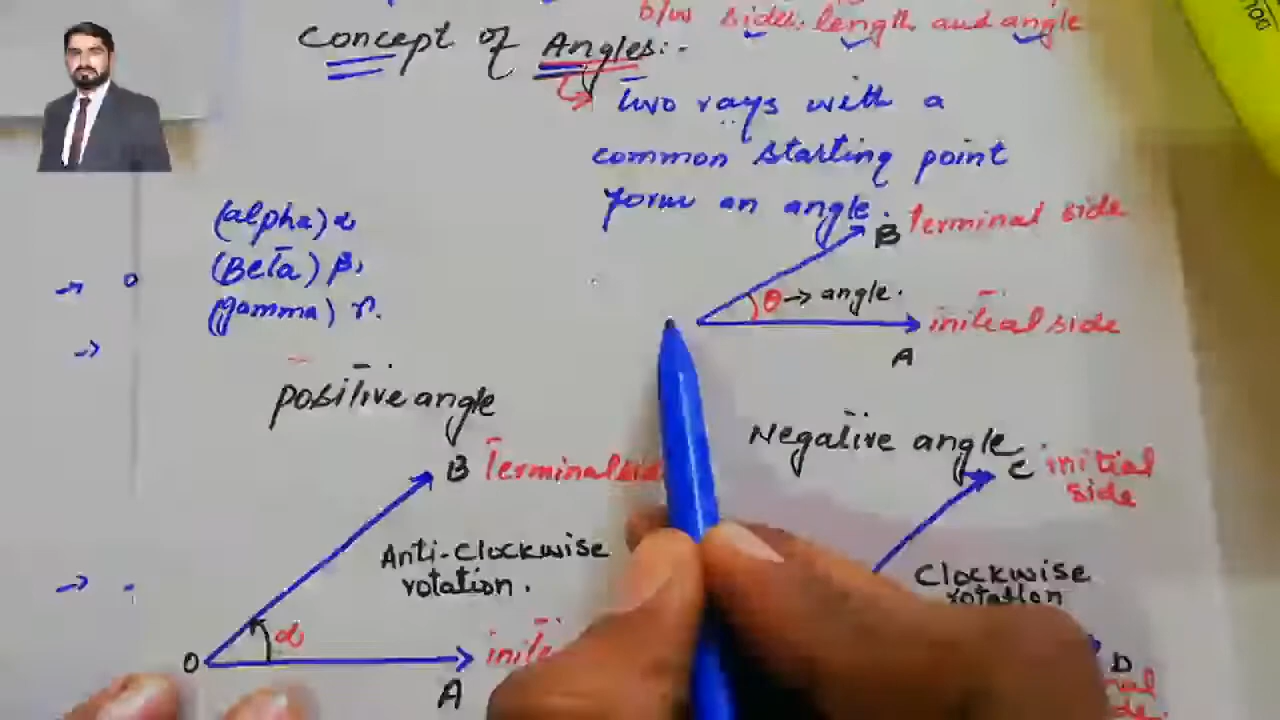 b/w sides length and angle
Concept of Angles:-
Two rays with a
common starting point
form an angle.
B terminal side
θ → angle.
initial side
A
(alpha) α
(Beta) β,
(gamma) γ.
positive angle
B Terminal
Anti-Clockwise
rotation.
α
O
A
Negative angle
C initial
side
Clockwise
rotation
D